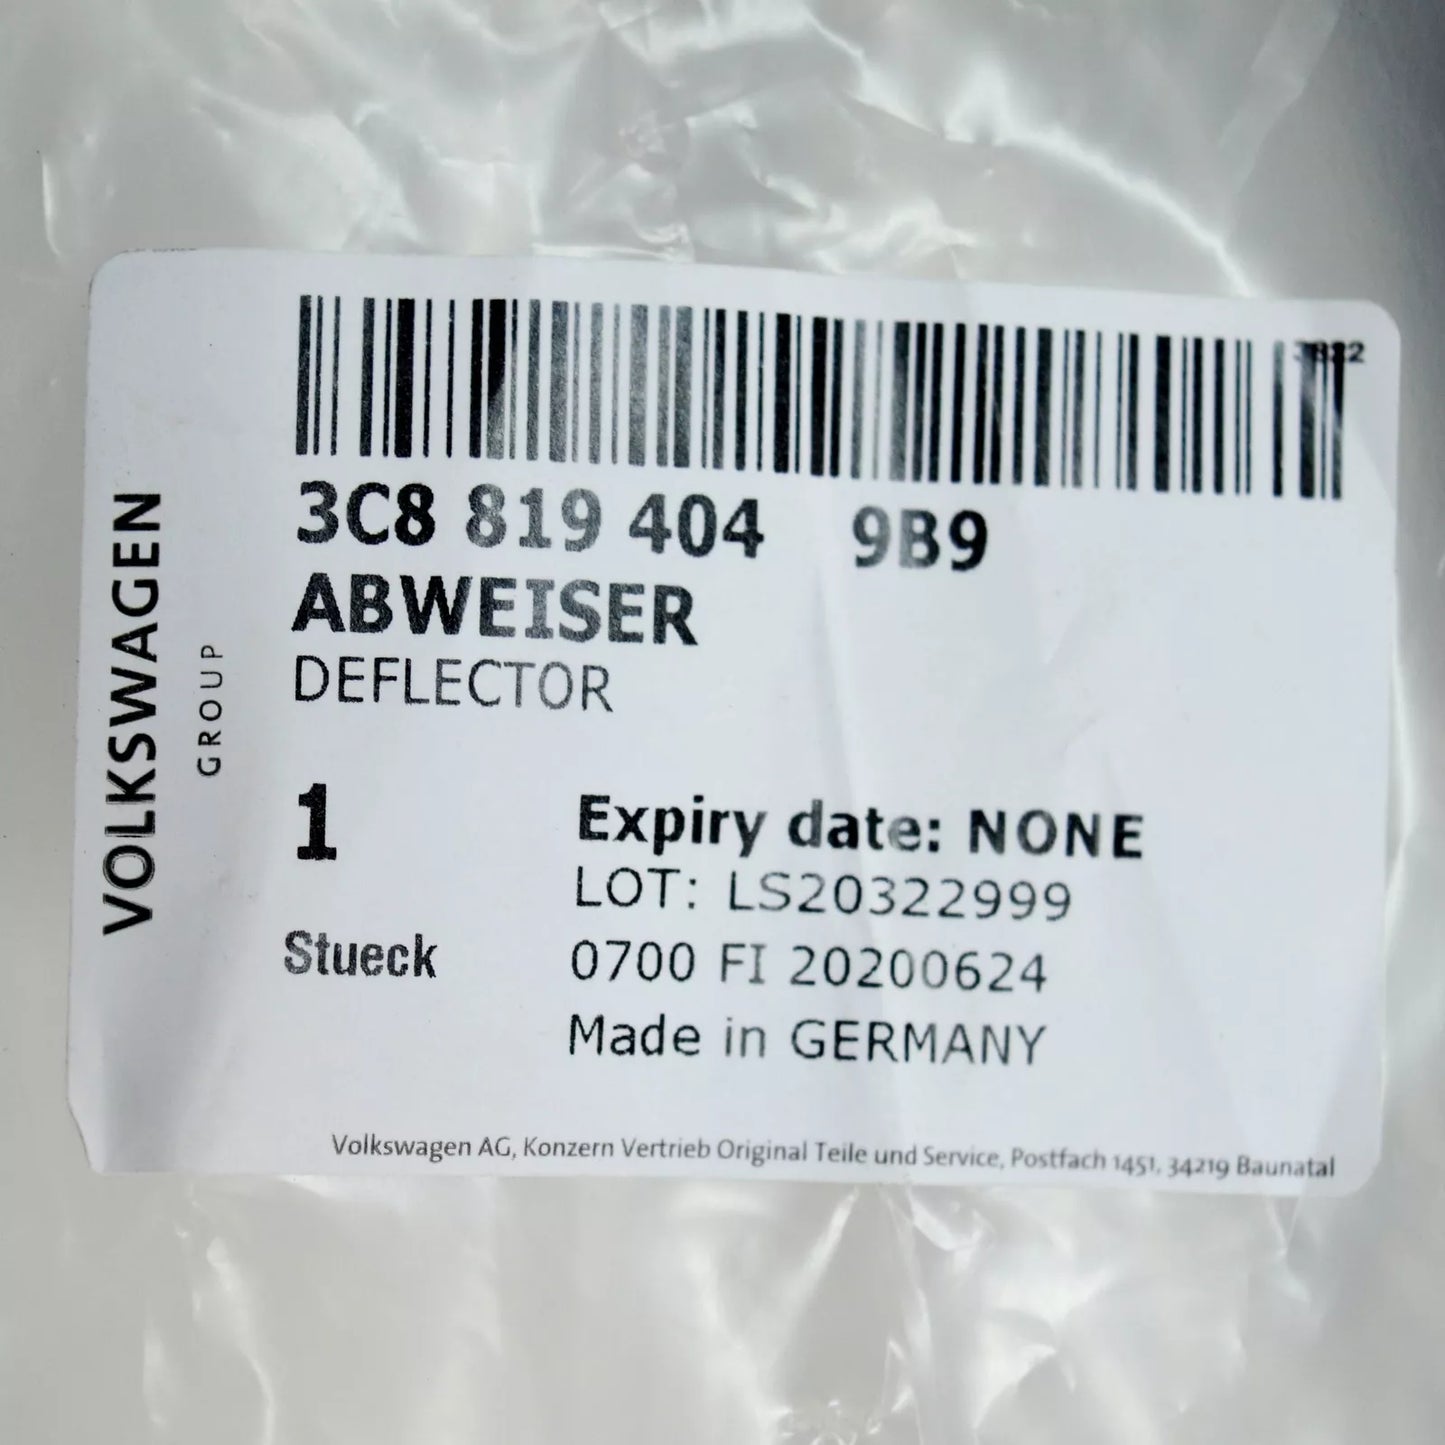 3C8 819 404 9B9
ABWEISER
DEFLECTOR
VOLKSWAGEN
GROUP
1
Stueck
Expiry date: NONE
LOT: LS20322999
0700 FI 20200624
Made in GERMANY
Volkswagen AG, Konzern Vertrieb Original Teile und Service, Postfach 1451, 34219 Baunatal